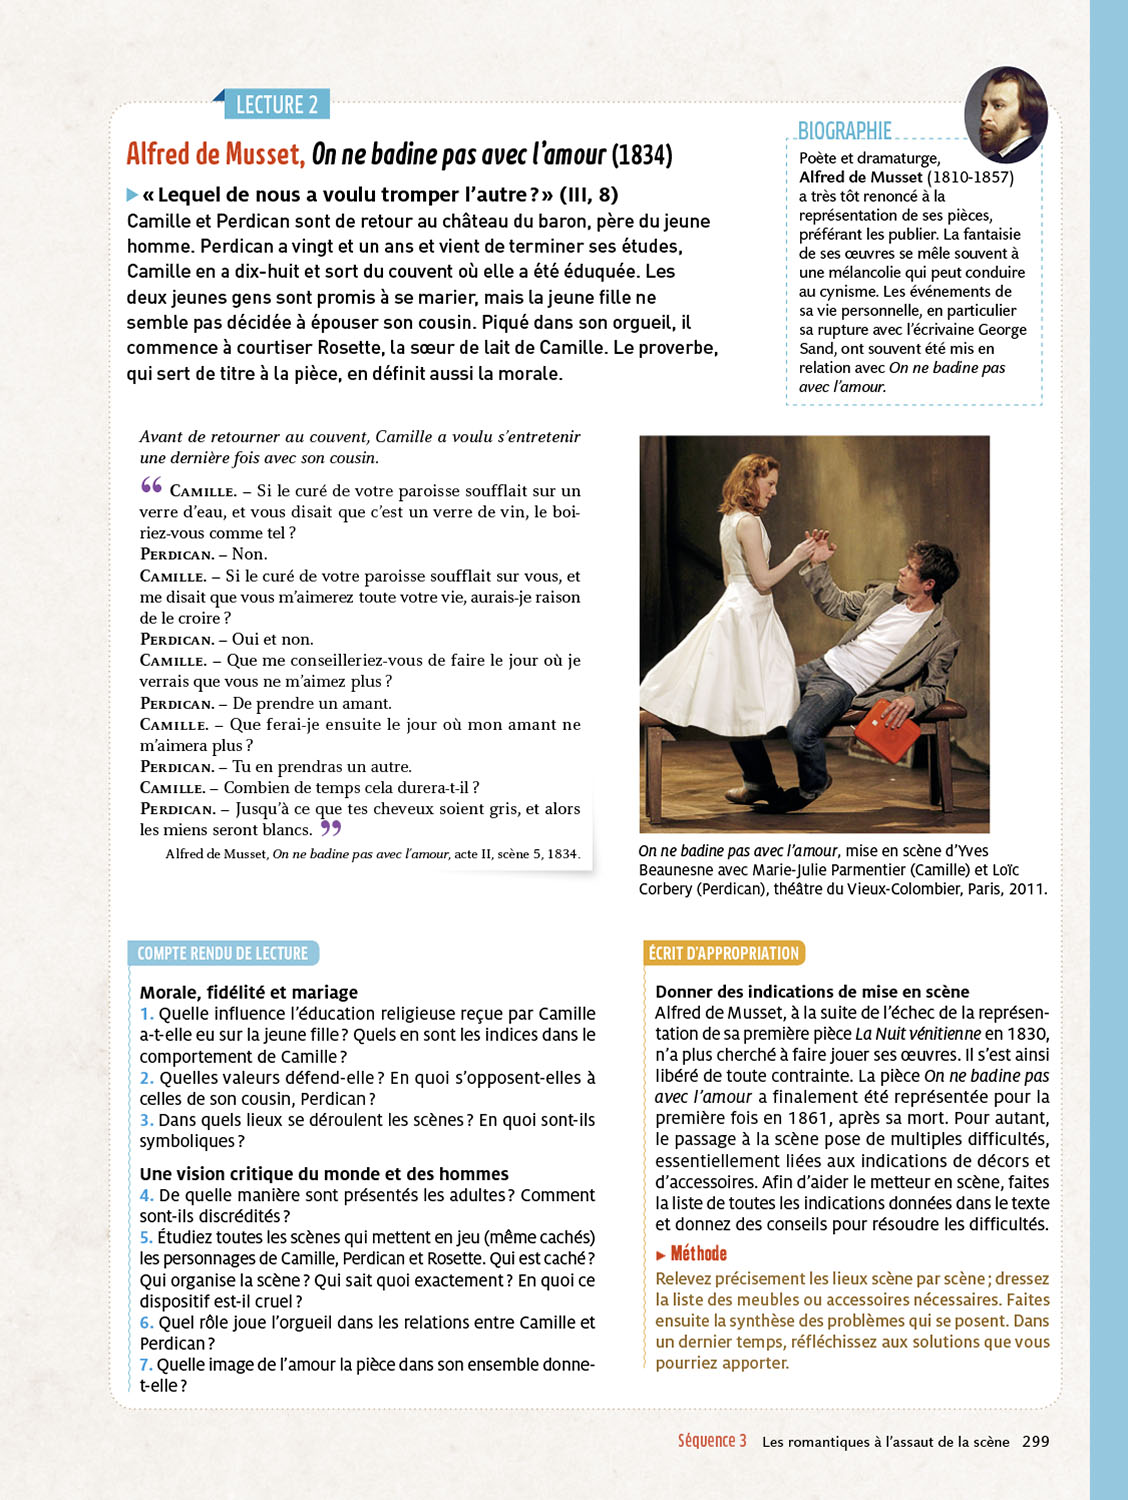 LECTURE 2
Alfred de Musset, On ne badine pas avec l’amour (1834)
▶ « Lequel de nous a voulu tromper l’autre ? » (III, 8)
Camille et Perdican sont de retour au château du baron, père du jeune
homme. Perdican a vingt et un ans et vient de terminer ses études,
Camille en a dix-huit et sort du couvent où elle a été éduquée. Les
deux jeunes gens sont promis à se marier, mais la jeune fille ne
semble pas décidée à épouser son cousin. Piqué dans son orgueil, il
commence à courtiser Rosette, la sœur de lait de Camille. Le proverbe,
qui sert de titre à la pièce, en définit aussi la morale.
BIOGRAPHIE
Poète et dramaturge,
Alfred de Musset (1810-1857)
a très tôt renoncé à la
représentation de ses pièces,
préférant les publier. La fantaisie
de ses œuvres se mêle souvent à
une mélancolie qui peut conduire
au cynisme. Les événements de
sa vie personnelle, en particulier
sa rupture avec l’écrivaine George
Sand, ont souvent été mis en
relation avec On ne badine pas
avec l’amour.
Avant de retourner au couvent, Camille a voulu s’entretenir
une dernière fois avec son cousin.
“ CAMILLE. – Si le curé de votre paroisse soufflait sur un
verre d’eau, et vous disait que c’est un verre de vin, le boi-
riez-vous comme tel ?
PERDICAN. – Non.
CAMILLE. – Si le curé de votre paroisse soufflait sur vous, et
me disait que vous m’aimerez toute votre vie, aurais-je raison
de le croire ?
PERDICAN. – Oui et non.
CAMILLE. – Que me conseilleriez-vous de faire le jour où je
verrais que vous ne m’aimez plus ?
PERDICAN. – De prendre un amant.
CAMILLE. – Que ferai-je ensuite le jour où mon amant ne
m’aimera plus ?
PERDICAN. – Tu en prendras un autre.
CAMILLE. – Combien de temps cela durera-t-il ?
PERDICAN. – Jusqu’à ce que tes cheveux soient gris, et alors
les miens seront blancs. ”
Alfred de Musset, On ne badine pas avec l’amour, acte II, scène 5, 1834.
On ne badine pas avec l’amour, mise en scène d’Yves
Beaunesne avec Marie-Julie Parmentier (Camille) et Loïc
Corbery (Perdican), théâtre du Vieux-Colombier, Paris, 2011.
COMPTE RENDU DE LECTURE
Morale, fidélité et mariage
1. Quelle influence l’éducation religieuse reçue par Camille
a-t-elle eu sur la jeune fille ? Quels en sont les indices dans le
comportement de Camille ?
2. Quelles valeurs défend-elle ? En quoi s’opposent-elles à
celles de son cousin, Perdican ?
3. Dans quels lieux se déroulent les scènes ? En quoi sont-ils
symboliques ?
Une vision critique du monde et des hommes
4. De quelle manière sont présentés les adultes ? Comment
sont-ils discrédités ?
5. Étudiez toutes les scènes qui mettent en jeu (même cachés)
les personnages de Camille, Perdican et Rosette. Qui est caché ?
Qui organise la scène ? Qui sait quoi exactement ? En quoi ce
dispositif est-il cruel ?
6. Quel rôle joue l’orgueil dans les relations entre Camille et
Perdican ?
7. Quelle image de l’amour la pièce dans son ensemble donne-
t-elle ?
ÉCRIT D’APPROPRIATION
Donner des indications de mise en scène
Alfred de Musset, à la suite de l’échec de la représen-
tation de sa première pièce La Nuit vénitienne en 1830,
n’a plus cherché à faire jouer ses œuvres. Il s’est ainsi
libéré de toute contrainte. La pièce On ne badine pas
avec l’amour a finalement été représentée pour la
première fois en 1861, après sa mort. Pour autant,
le passage à la scène pose de multiples difficultés,
essentiellement liées aux indications de décors et
d’accessoires. Afin d’aider le metteur en scène, faites
la liste de toutes les indications données dans le texte
et donnez des conseils pour résoudre les difficultés.
▶ Méthode
Relevez précisement les lieux scène par scène ; dressez
la liste des meubles ou accessoires nécessaires. Faites
ensuite la synthèse des problèmes qui se posent. Dans
un dernier temps, réfléchissez aux solutions que vous
pourriez apporter.
Séquence 3 Les romantiques à l’assaut de la scène 299